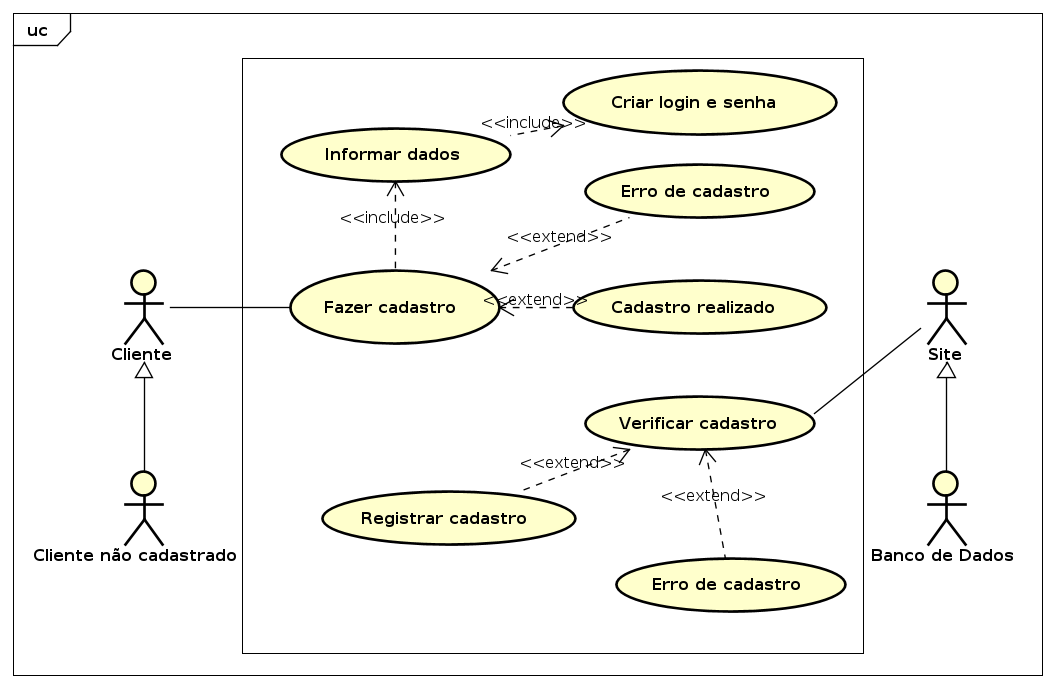 uc
Criar login e senha
<<include>>
Informar dados
Erro de cadastro
<<include>>
<<extend>>
Fazer cadastro
<<extend>>
Cadastro realizado
Cliente
Site
Verificar cadastro
<<extend>>
<<extend>>
Registrar cadastro
Cliente não cadastrado
Banco de Dados
Erro de cadastro